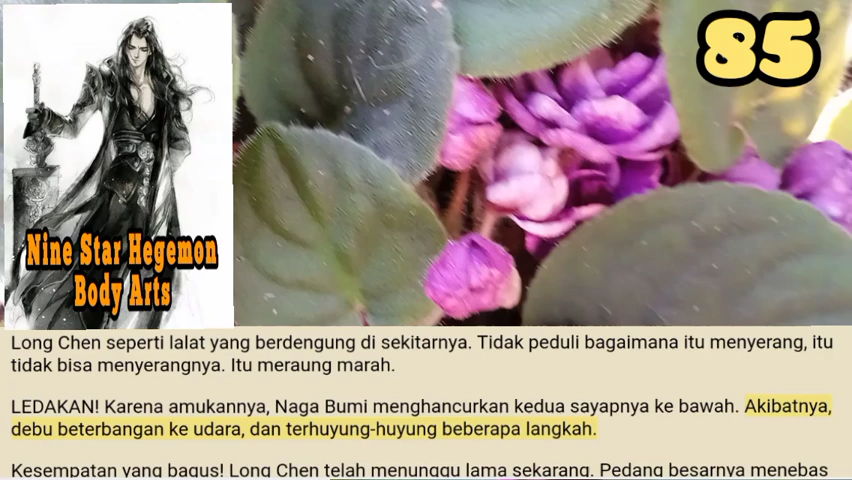 85
Nine Star Hegemon
Body Arts
Long Chen seperti lalat yang berdengung di sekitarnya. Tidak peduli bagaimana itu menyerang, itu
tidak bisa menyerangnya. Itu meraung marah.
LEDAKAN! Karena amukannya, Naga Bumi menghancurkan kedua sayapnya ke bawah. Akibatnya,
debu beterbangan ke udara, dan terhuyung-huyung beberapa langkah.
Kesempatan yang bagus! Long Chen telah menunggu lama sekarang. Pedang besarnya menebas